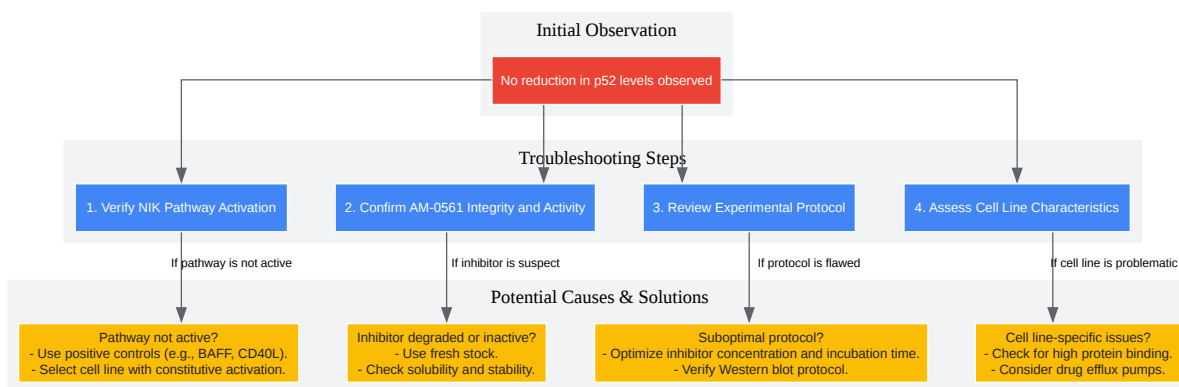 Initial Observation
No reduction in p52 levels observed
Troubleshooting Steps
1. Verify NIK Pathway Activation
2. Confirm AM-0561 Integrity and Activity
3. Review Experimental Protocol
4. Assess Cell Line Characteristics
If pathway is not active
If inhibitor is suspect
If protocol is flawed
If cell line is problematic
Potential Causes & Solutions
Pathway not active?
- Use positive controls (e.g., BAFF, CD40L).
- Select cell line with constitutive activation.
Inhibitor degraded or inactive?
- Use fresh stock.
- Check solubility and stability.
Suboptimal protocol?
- Optimize inhibitor concentration and incubation time.
- Verify Western blot protocol.
Cell line-specific issues?
- Check for high protein binding.
- Consider drug efflux pumps.